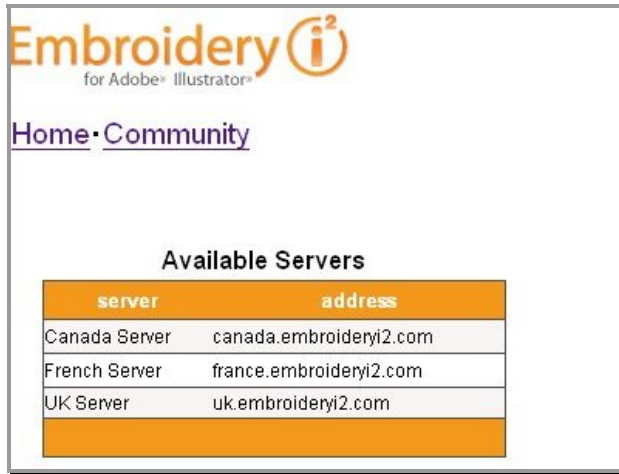 Embroidery i²
for Adobe® Illustrator®
Home·Community
Available Servers
server address
Canada Server canada.embroideryi2.com
French Server france.embroideryi2.com
UK Server uk.embroideryi2.com